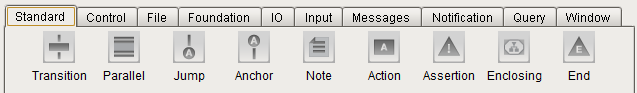 Standard Control File Foundation IO Input Messages Notification Query Window
A A A ! E
Transition Parallel Jump Anchor Note Action Assertion Enclosing End